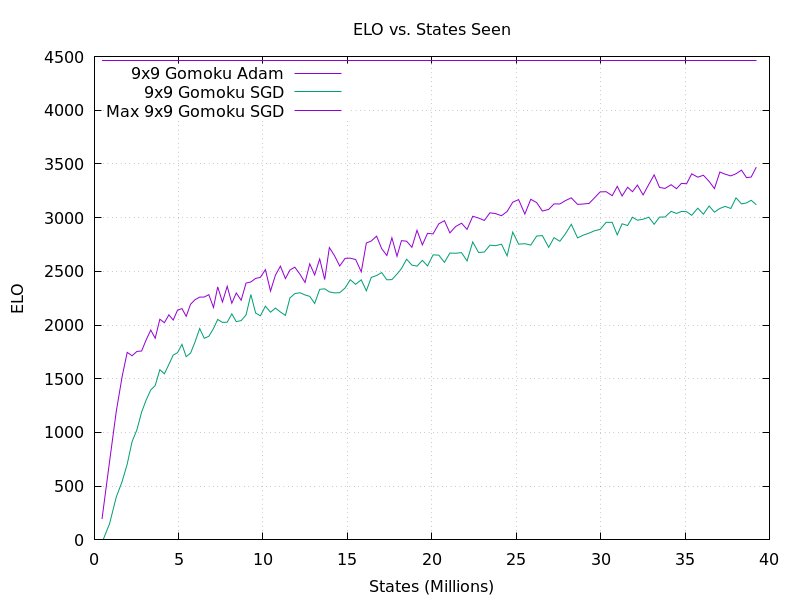 ELO vs. States Seen
4500
4000
3500
3000
2500
2000
1500
1000
500
0
9x9 Gomoku Adam
9x9 Gomoku SGD
Max 9x9 Gomoku SGD
ELO
0 5 10 15 20 25 30 35 40
States (Millions)